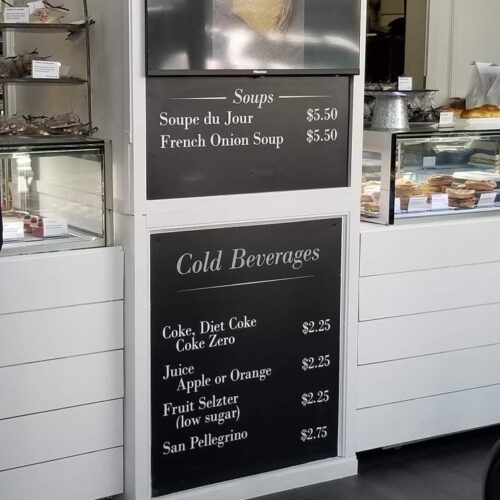 Hisense
Soups
Soupe du Jour $5.50
French Onion Soup $5.50
Cold Beverages
Coke, Diet Coke
Coke Zero $2.25
Juice
Apple or Orange $2.25
Fruit Selzter
(low sugar) $2.25
San Pellegrino $2.75